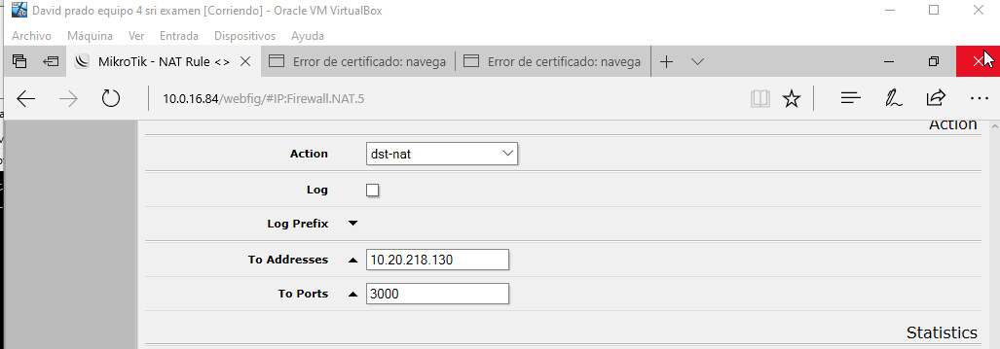 David prado equipo 4 sri examen [Corriendo] - Oracle VM VirtualBox
Archivo Máquina Ver Entrada Dispositivos Ayuda
MikroTik - NAT Rule <> Error de certificado: navega Error de certificado: navega
10.0.16.84/webfig/#IP:Firewall.NAT.5
Action
Action dst-nat
Log
Log Prefix
To Addresses 10.20.218.130
To Ports 3000
Statistics